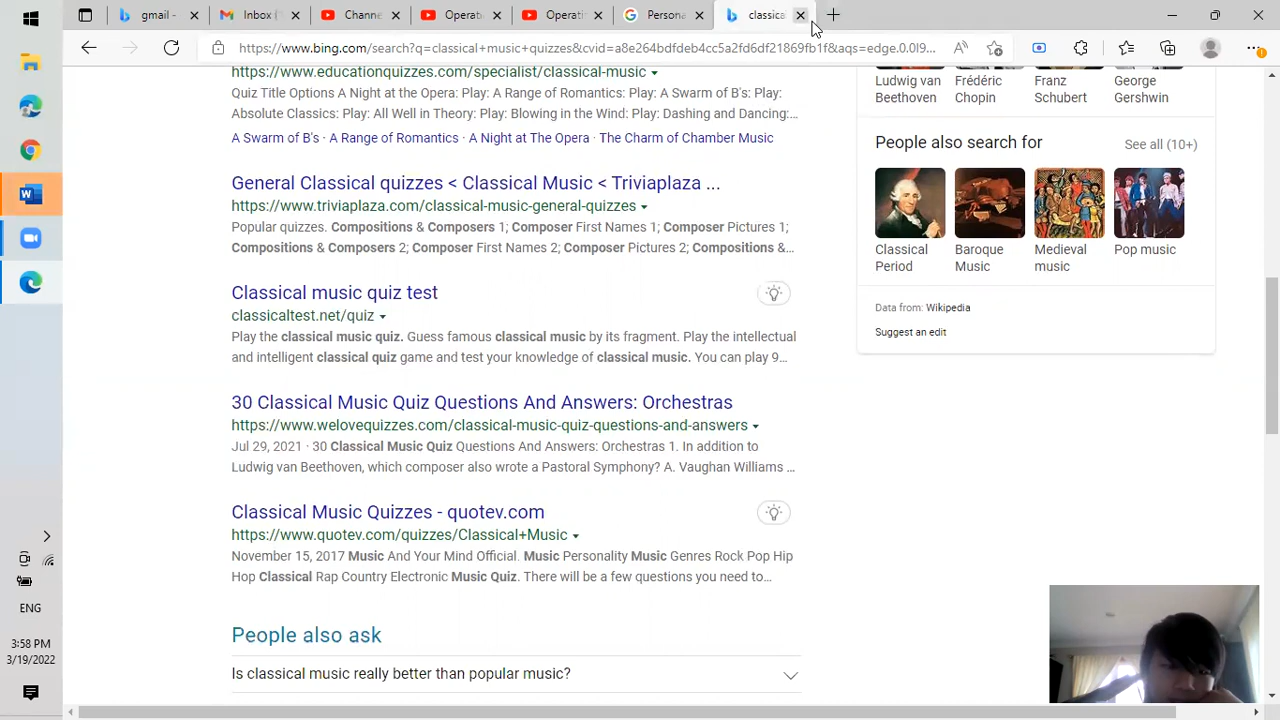 gmail -
Inbox (
Channe
Operato
Operati
Persona
classica
https://www.bing.com/search?q=classical+music+quizzes&cvid=a8e264bdfdeb4cc5a2fd6df21869fb1f&aqs=edge.0.0l9...
https://www.educationquizzes.com/specialist/classical-music
Quiz Title Options A Night at the Opera: Play: A Range of Romantics: Play: A Swarm of B's: Play:
Absolute Classics: Play: All Well in Theory: Play: Blowing in the Wind: Play: Dashing and Dancing:...
A Swarm of B's · A Range of Romantics · A Night at The Opera · The Charm of Chamber Music
General Classical quizzes < Classical Music < Triviaplaza ...
https://www.triviaplaza.com/classical-music-general-quizzes
Popular quizzes. Compositions & Composers 1; Composer First Names 1; Composer Pictures 1;
Compositions & Composers 2; Composer First Names 2; Composer Pictures 2; Compositions &...
Classical music quiz test
classicaltest.net/quiz
Play the classical music quiz. Guess famous classical music by its fragment. Play the intellectual
and intelligent classical quiz game and test your knowledge of classical music. You can play 9...
30 Classical Music Quiz Questions And Answers: Orchestras
https://www.welovequizzes.com/classical-music-quiz-questions-and-answers
Jul 29, 2021 · 30 Classical Music Quiz Questions And Answers: Orchestras 1. In addition to
Ludwig van Beethoven, which composer also wrote a Pastoral Symphony? A. Vaughan Williams ...
Classical Music Quizzes - quotev.com
https://www.quotev.com/quizzes/Classical+Music
November 15, 2017 Music And Your Mind Official. Music Personality Music Genres Rock Pop Hip
Hop Classical Rap Country Electronic Music Quiz. There will be a few questions you need to...
People also ask
Is classical music really better than popular music?
Ludwig van
Beethoven
Frédéric
Chopin
Franz
Schubert
George
Gershwin
People also search for
See all (10+)
Classical
Period
Baroque
Music
Medieval
music
Pop music
Data from: Wikipedia
Suggest an edit
ENG
3:58 PM
3/19/2022